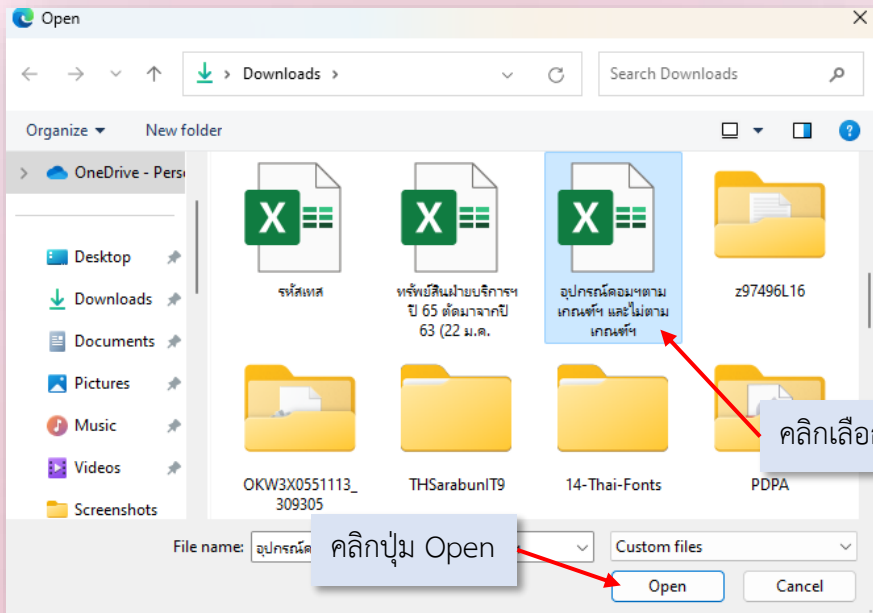 Open
Downloads
Search Downloads
Organize
New folder
OneDrive - Pers
Desktop
Downloads
Documents
Pictures
Music
Videos
Screenshots
รหัสเทส
ทรัพย์สินฝ่ายบริการฯ
ปี 65 ตัดมาจากปี
63 (22 ม.ค.
อุปกรณ์คอมฯตาม
เกณฑ์ฯ และไม่ตาม
เกณฑ์ฯ
z97496L16
OKW3X0551113_
309305
THSarabunIT9
14-Thai-Fonts
PDPA
คลิกเลือก
File name:
อุปกรณ์ค
คลิกปุ่ม Open
Custom files
Open
Cancel